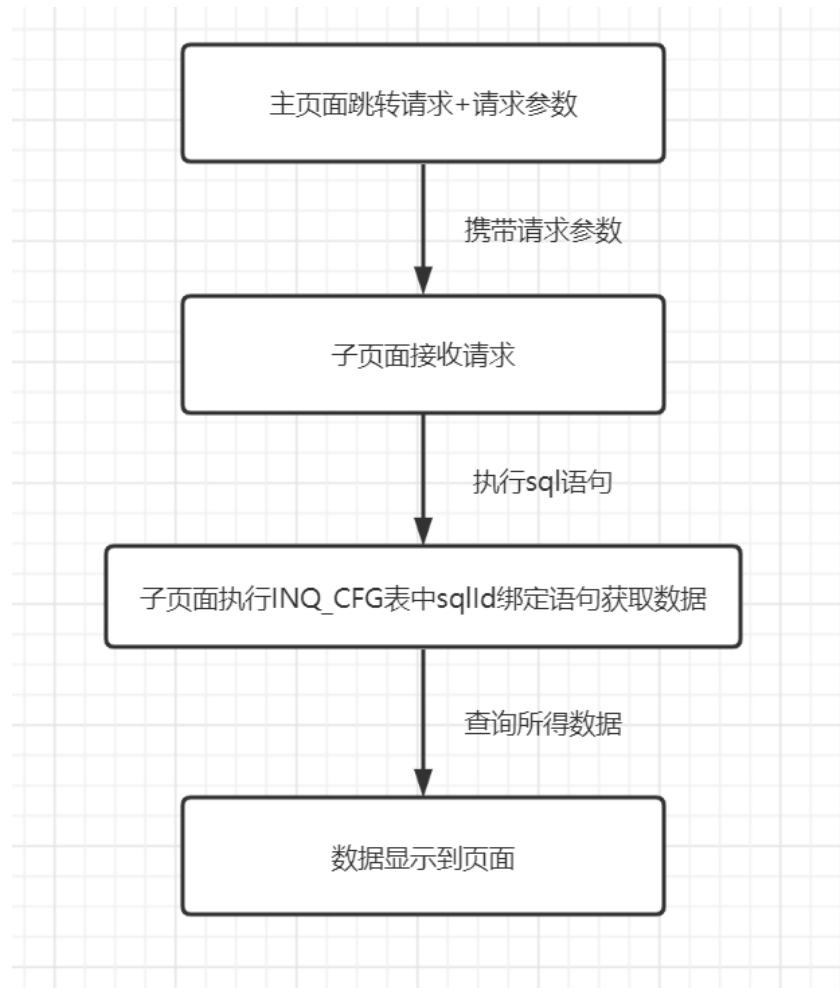 主页面跳转请求+请求参数
携带请求参数
子页面接收请求
执行sql语句
子页面执行INQ_CFG表中sqlId绑定语句获取数据
查询所得数据
数据显示到页面